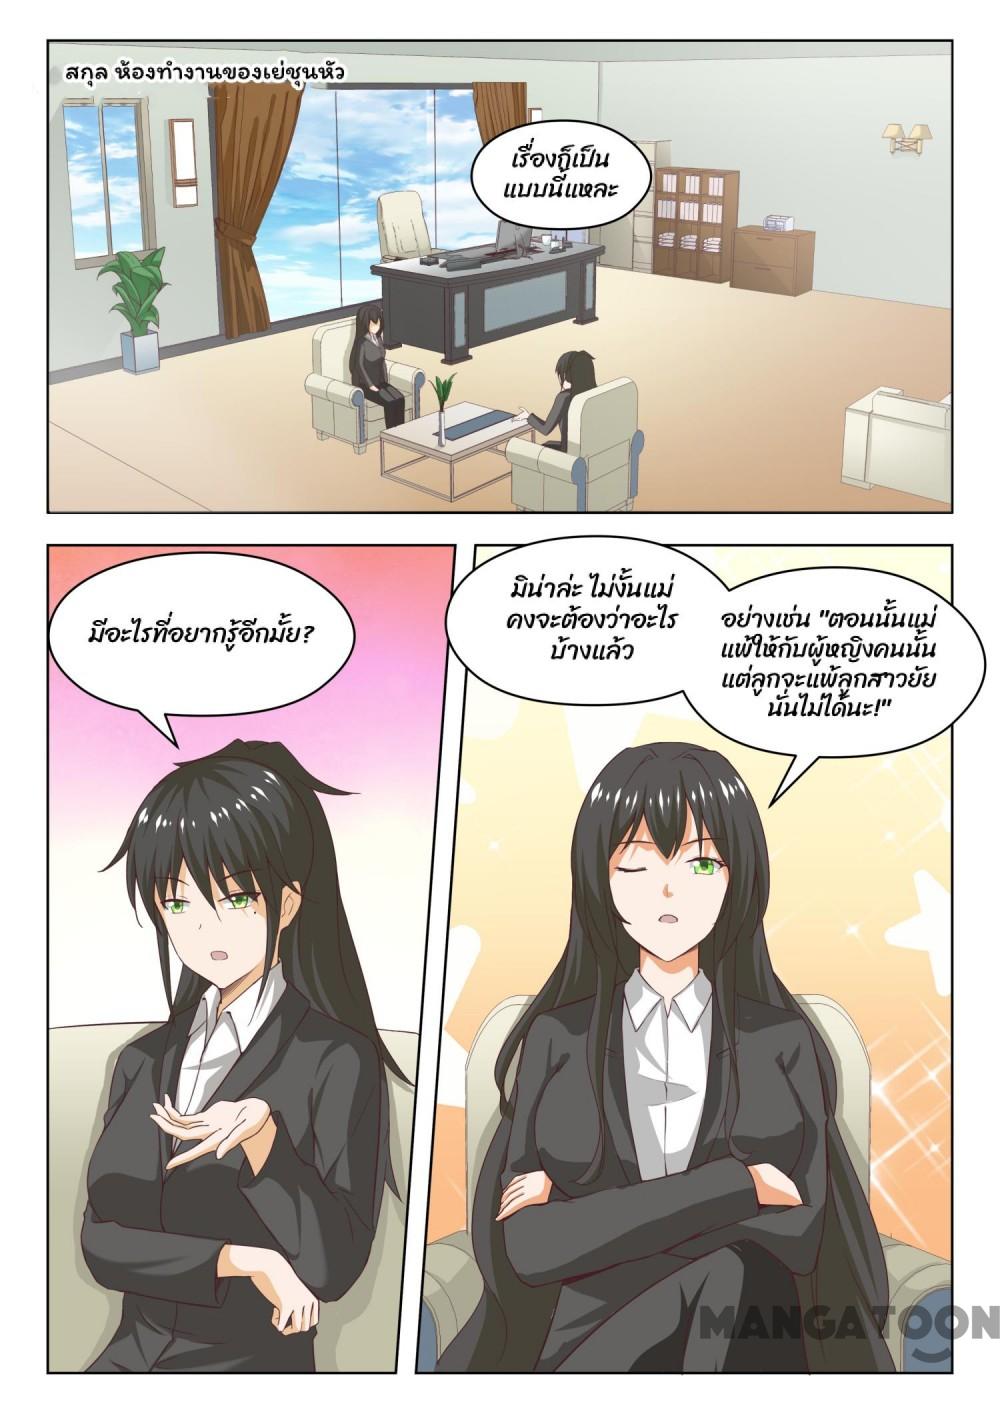 สกุล ห้องทำงานของเย่ชุนหัว
เรื่องก็เป็น
แบบนี้แหละ
มีอะไรที่อยากรู้อีกมั้ย?
มิน่าล่ะ ไม่งั้นแม่
คงจะต้องว่าอะไร
บ้างแล้ว
อย่างเช่น "ตอนนั้นแม่
แพ้ให้กับผู้หญิงคนนั้น
แต่ลูกจะแพ้ลูกสาวยัย
นั่นไม่ได้นะ!"
MANGATOON